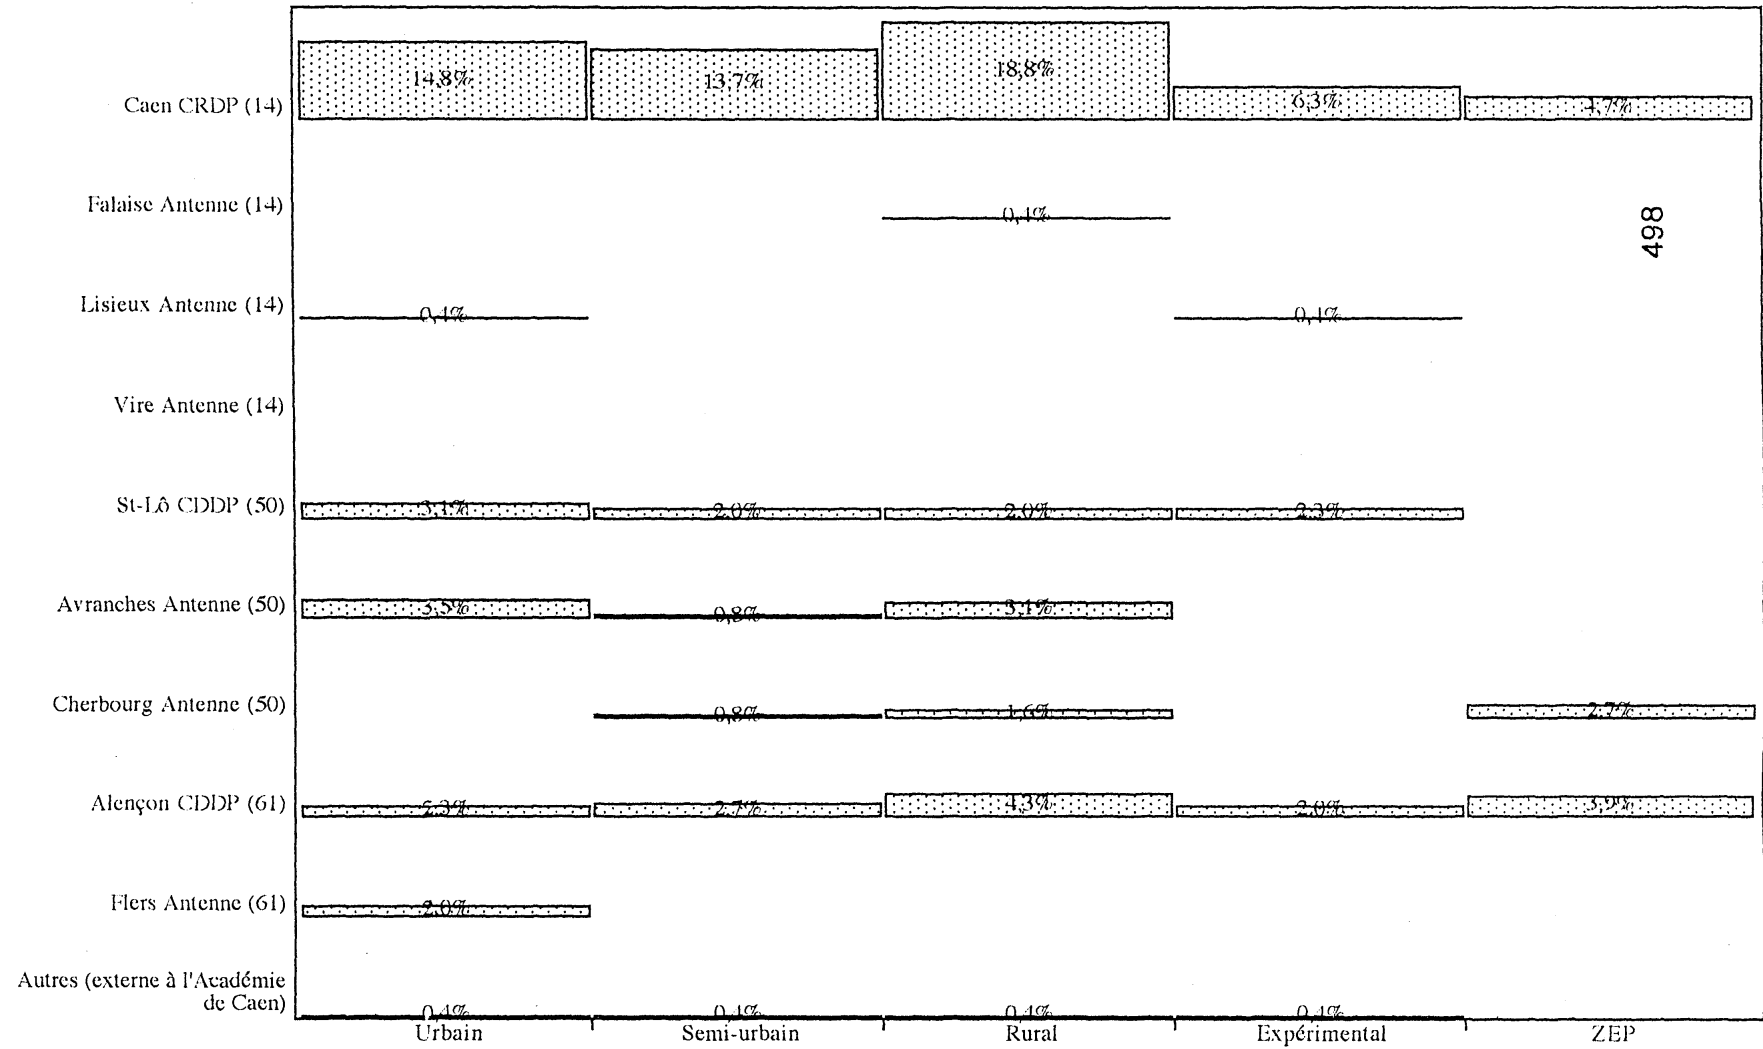 14,8%
13,7%
18,8%
6,3%
4,7%
Caen CRDP (14)
Falaise Antenne (14)
0,4%
498
Lisieux Antenne (14)
0,4%
0,4%
Vire Antenne (14)
St-Lô CDDP (50)
3,1%
2,0%
2,0%
2,3%
Avranches Antenne (50)
3,5%
0,8%
3,1%
Cherbourg Antenne (50)
0,8%
1,6%
2,7%
Alençon CDDP (61)
2,3%
2,7%
4,3%
2,0%
3,9%
Flers Antenne (61)
2,0%
Autres (externe à l'Académie
de Caen)
0,4%
0,4%
0,4%
0,4%
Urbain
Semi-urbain
Rural
Expérimental
ZEP